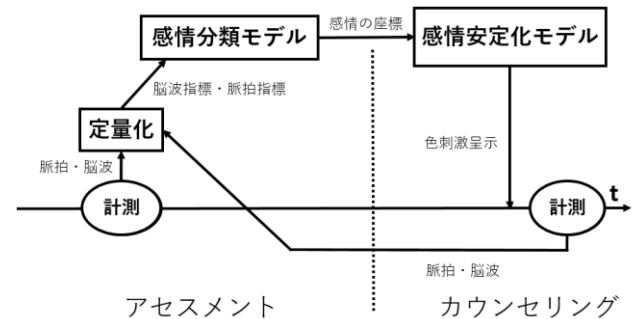 感情分類モデル
感情の座標
感情安定化モデル
脳波指標・脈拍指標
定量化
色刺激呈示
脈拍・脳波
計測
計測
t
脈拍・脳波
アセスメント
カウンセリング